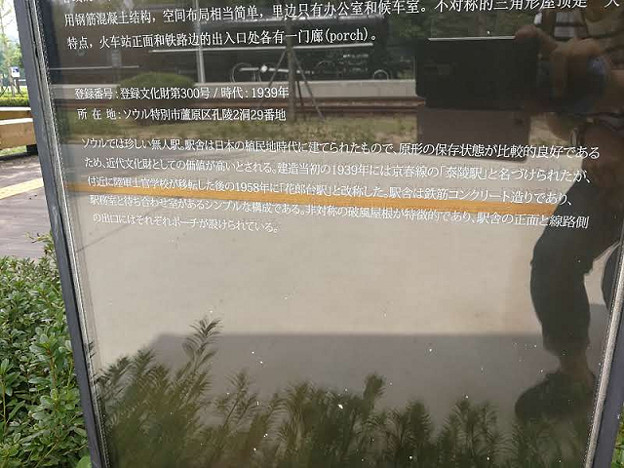 用钢筋混凝土结构，空间布局相当简单，里边只有办公室和候车室。不对称的三角形屋顶是一大
特点，火车站正面和铁路边的出入口处各有一门廊(porch)。
登録番号 : 登録文化財第300号 / 時代 : 1939年
所 在 地 : ソウル特別市蘆原区孔陵2洞29番地
ソウルでは珍しい無人駅。駅舎は日本の植民地時代に建てられたもので、原形の保存状態が比較的良好である
ため、近代文化財としての価値が高いとされる。建造当初の1939年には京春線の「泰陵駅」と名づけられたが、
付近に陸軍士官学校が移転した後の1958年に「花郎台駅」と改称した。駅舎は鉄筋コンクリート造りであり、
駅務室と待ち合わせ室があるシンプルな構成である。非対称の破風屋根が特徴的であり、駅舎の正面と線路側
の出口にはそれぞれポーチが設けられている。